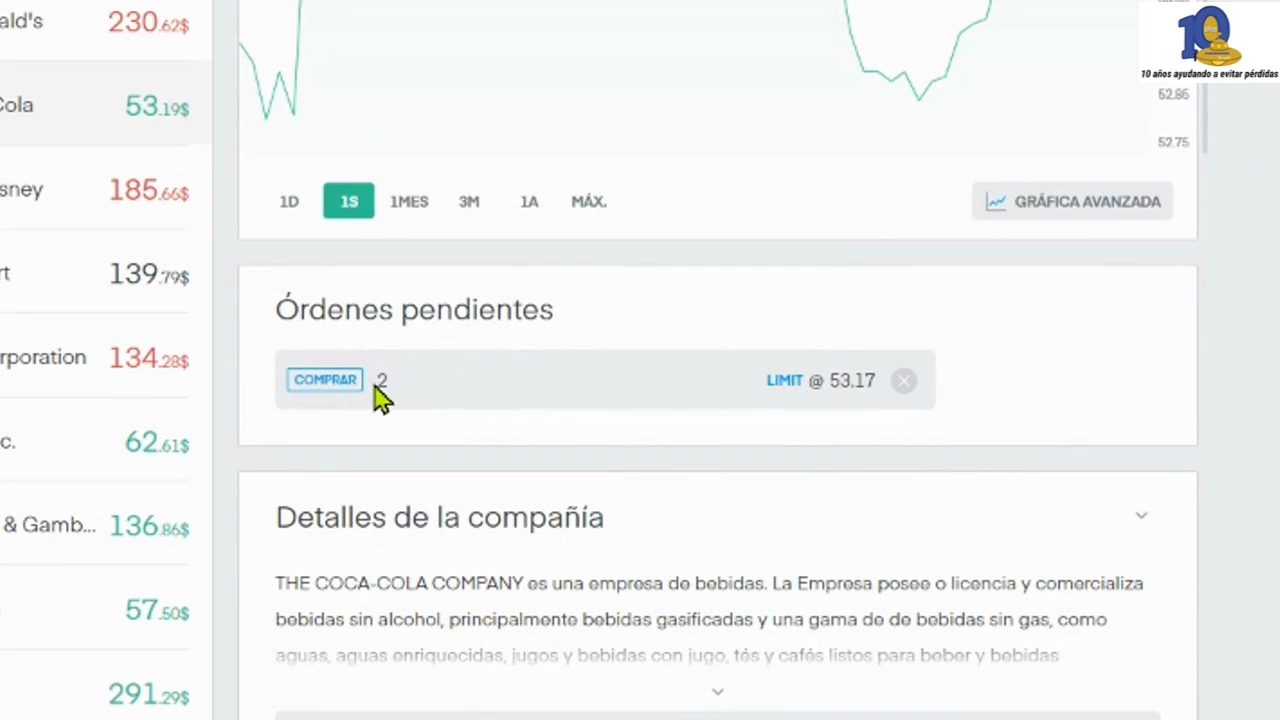 ald's 230.62$
Cola 53.19$
sney 185.66$
rt 139.79$
rporation 134.28$
c. 62.61$
& Gamb... 136.86$
57.50$
291.29$
10
10 años ayudando a evitar pérdidas
52.85
52.75
1D 1S 1MES 3M 1A MÁX. GRÁFICA AVANZADA
Órdenes pendientes
COMPRAR 2 LIMIT @ 53.17
Detalles de la compañía
THE COCA-COLA COMPANY es una empresa de bebidas. La Empresa posee o licencia y comercializa
bebidas sin alcohol, principalmente bebidas gasificadas y una gama de de bebidas sin gas, como
aguas, aguas enriquecidas, jugos y bebidas con jugo, tés y cafés listos para beber y bebidas